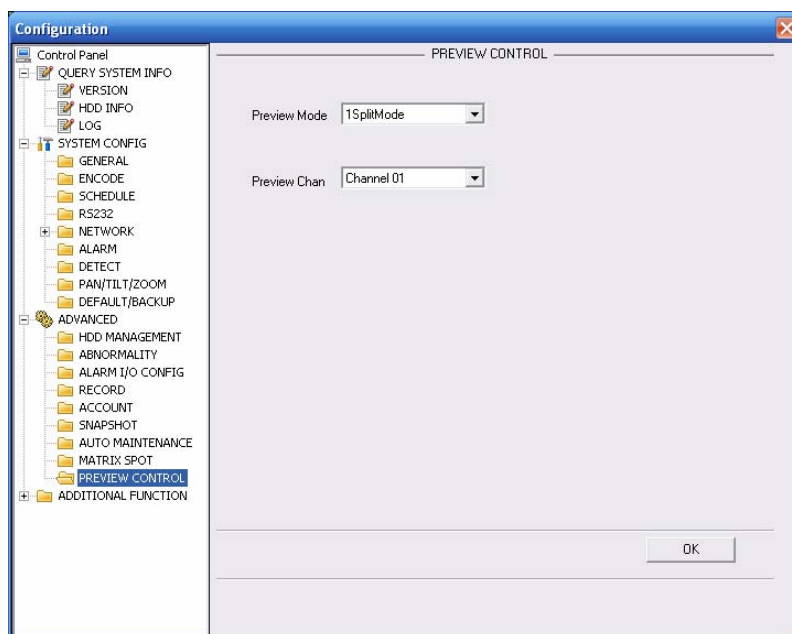 Configuration
Control Panel
QUERY SYSTEM INFO
VERSION
HDD INFO
LOG
SYSTEM CONFIG
GENERAL
ENCODE
SCHEDULE
RS232
NETWORK
ALARM
DETECT
PAN/TILT/ZOOM
DEFAULT/BACKUP
ADVANCED
HDD MANAGEMENT
ABNORMALITY
ALARM I/O CONFIG
RECORD
ACCOUNT
SNAPSHOT
AUTO MAINTENANCE
MATRIX SPOT
PREVIEW CONTROL
ADDITIONAL FUNCTION
PREVIEW CONTROL
Preview Mode 1SplitMode
Preview Chan Channel 01
OK